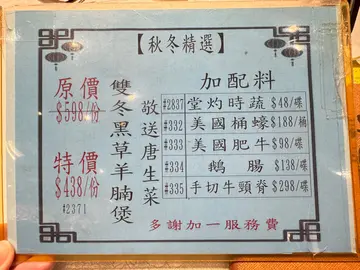 【秋冬精選】
原價
$598/份
特價
$438/份
#2371
雙冬黑草羊腩煲
敬送唐生菜
加配料
#2837 堂灼時蔬 $48/碟
#332 美國桶蠔 $188/桶
#333 美國肥牛 $98/碟
#334 鵝腸 $138/碟
#335 手切牛頸脊 $298/碟
多謝加一服務費